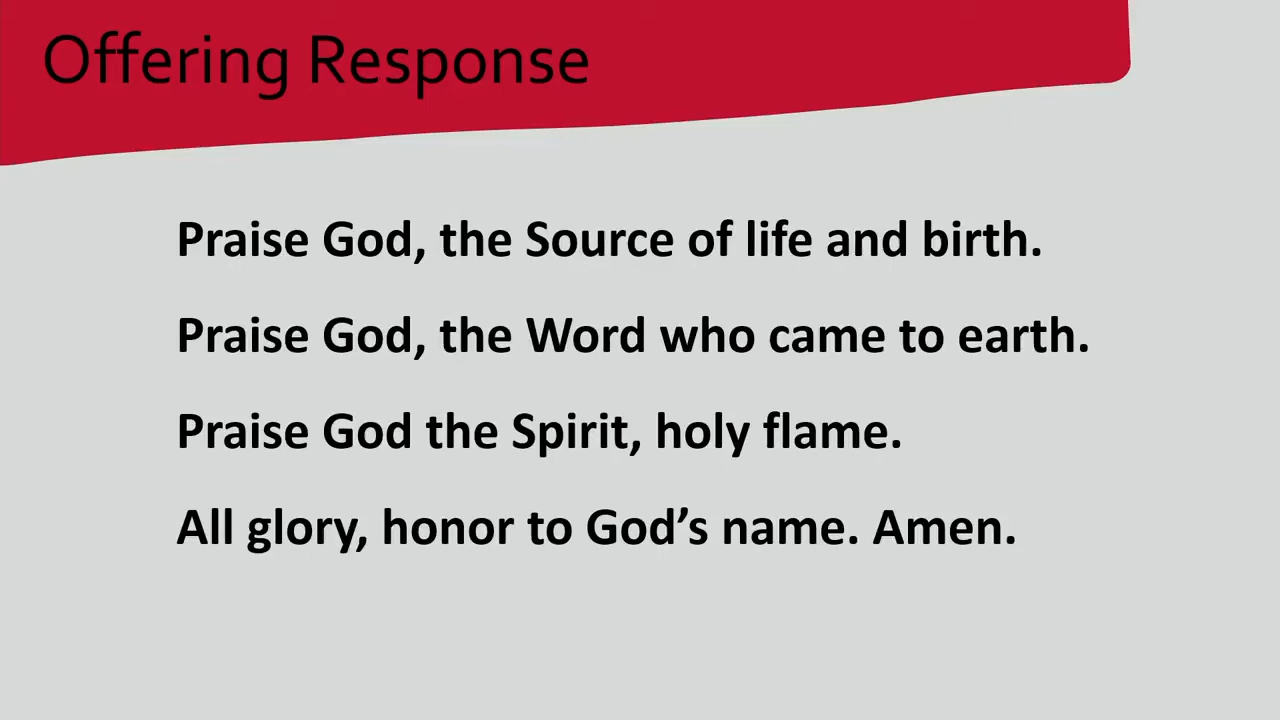 Offering Response
Praise God, the Source of life and birth.
Praise God, the Word who came to earth.
Praise God the Spirit, holy flame.
All glory, honor to God’s name. Amen.